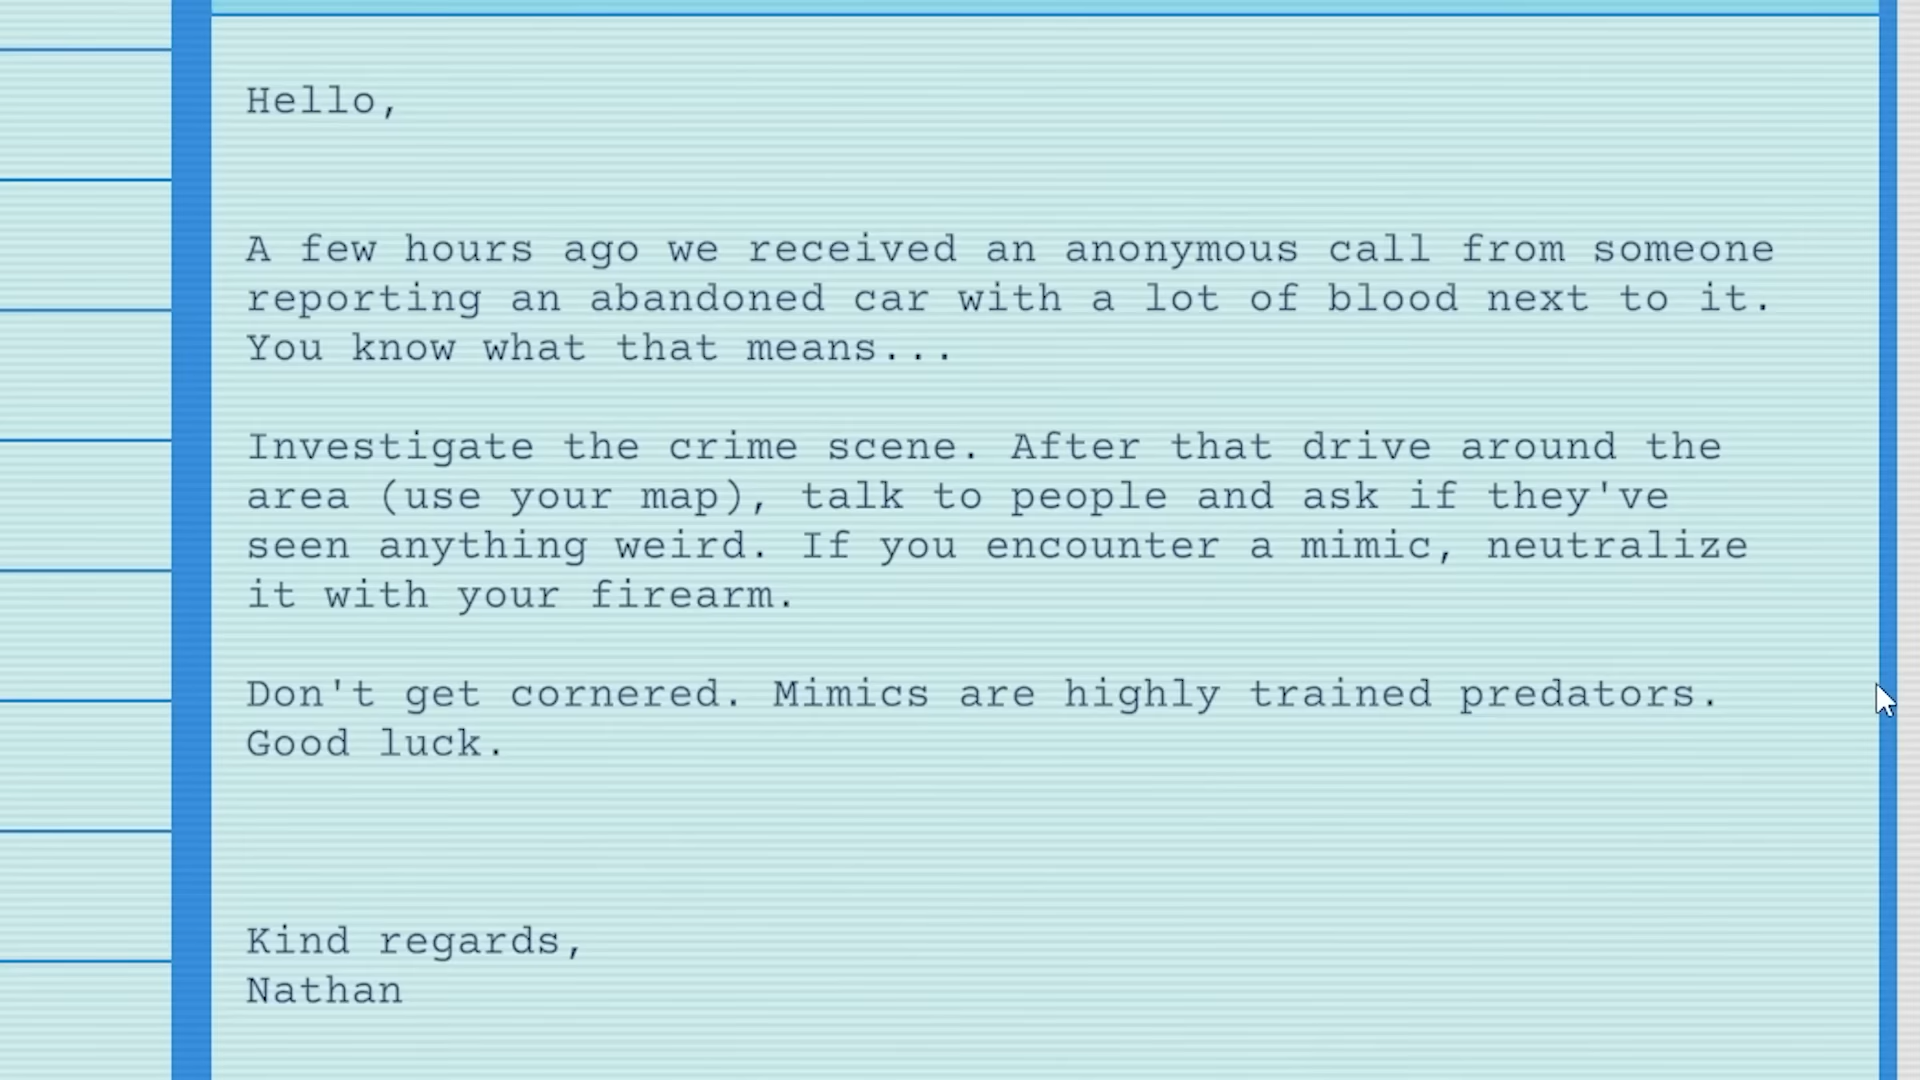 Hello,
A few hours ago we received an anonymous call from someone
reporting an abandoned car with a lot of blood next to it.
You know what that means...
Investigate the crime scene. After that drive around the
area (use your map), talk to people and ask if they've
seen anything weird. If you encounter a mimic, neutralize
it with your firearm.
Don't get cornered. Mimics are highly trained predators.
Good luck.
Kind regards,
Nathan